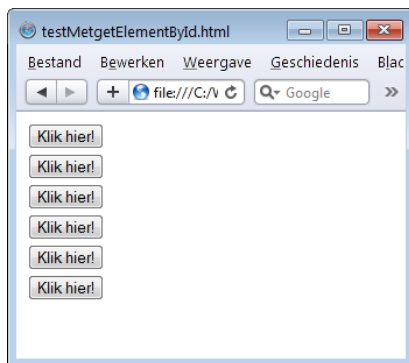 testMetgetElementById.html
Bestand Bewerken Weergave Geschiedenis Blac
file:///C:/V Google
Klik hier!
Klik hier!
Klik hier!
Klik hier!
Klik hier!
Klik hier!